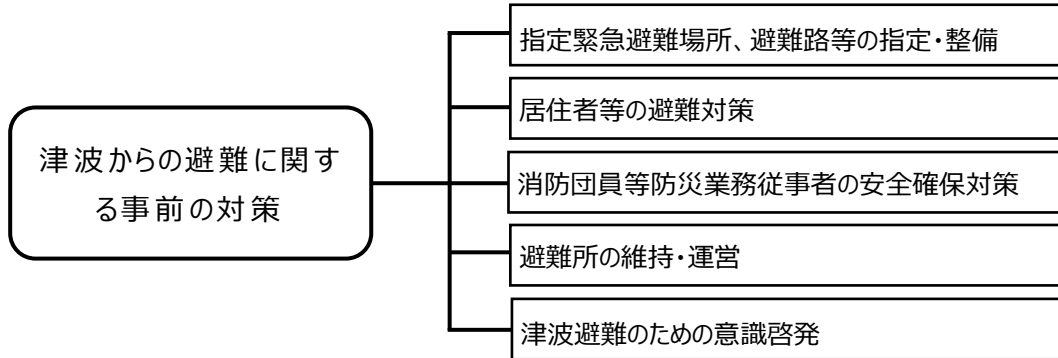 津波からの避難に関す
る事前の対策
指定緊急避難場所、避難路等の指定・整備
居住者等の避難対策
消防団員等防災業務従事者の安全確保対策
避難所の維持・運営
津波避難のための意識啓発